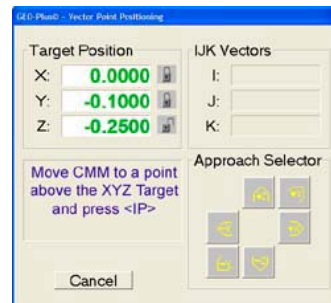 GEO-Plus© - Vector Point Positioning
Target Position
X: 0.0000
Y: -0.1000
Z: -0.2500
IJK Vectors
I:
J:
K:
Move CMM to a point
above the XYZ Target
and press <IP>
Approach Selector
Cancel